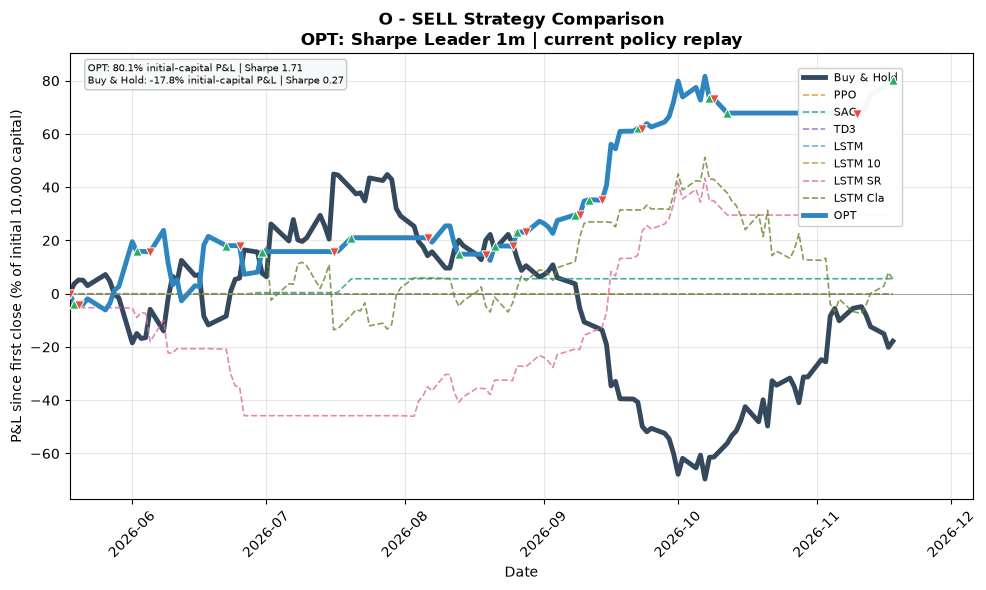 O - SELL Strategy Comparison
OPT: Sharpe Leader 1m | current policy replay
OPT: 80.1% initial-capital P&L | Sharpe 1.71
Buy & Hold: -17.8% initial-capital P&L | Sharpe 0.27
Buy & Hold
PPO
SAC
TD3
LSTM
LSTM 10
LSTM SR
LSTM Cla
OPT
P&L since first close (% of initial 10,000 capital)
80
60
40
20
0
−20
−40
−60
2026-06
2026-07
2026-08
2026-09
2026-10
2026-11
2026-12
Date